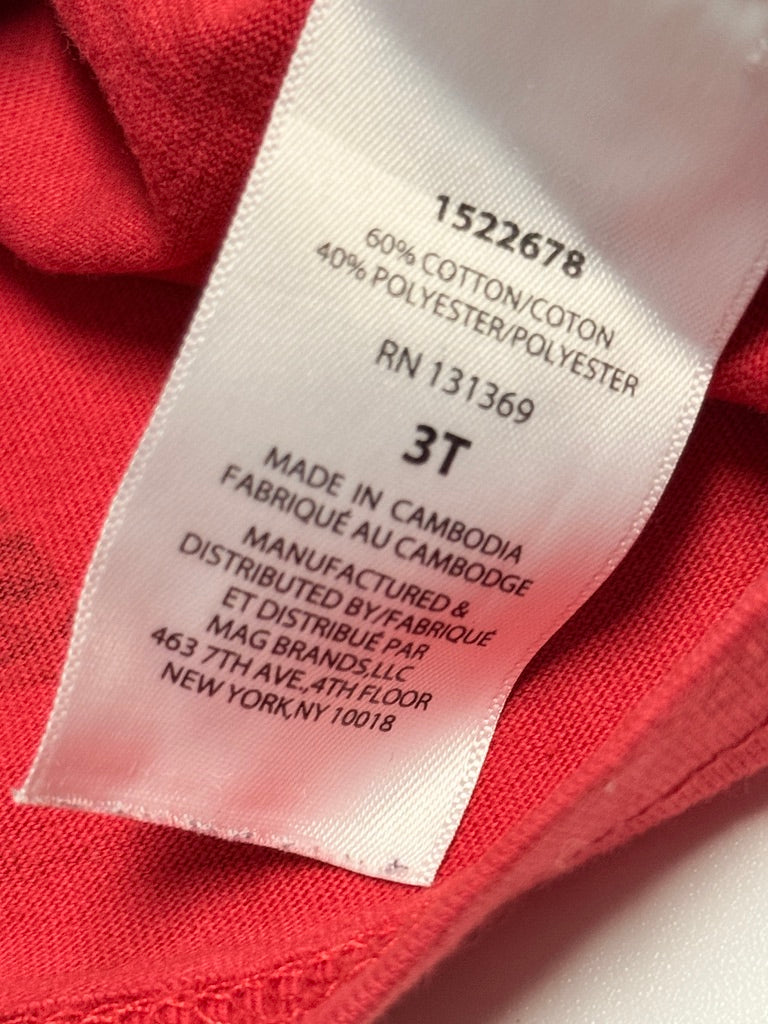 1522678
60% COTTON/COTON
40% POLYESTER/POLYESTER
RN 131369
3T
MADE IN CAMBODIA
FABRIQUÉ AU CAMBODGE
MANUFACTURED &
DISTRIBUTED BY/FABRIQUÉ
ET DISTRIBUÉ PAR
MAG BRANDS,LLC
463 7TH AVE.,4TH FLOOR
NEW YORK,NY 10018